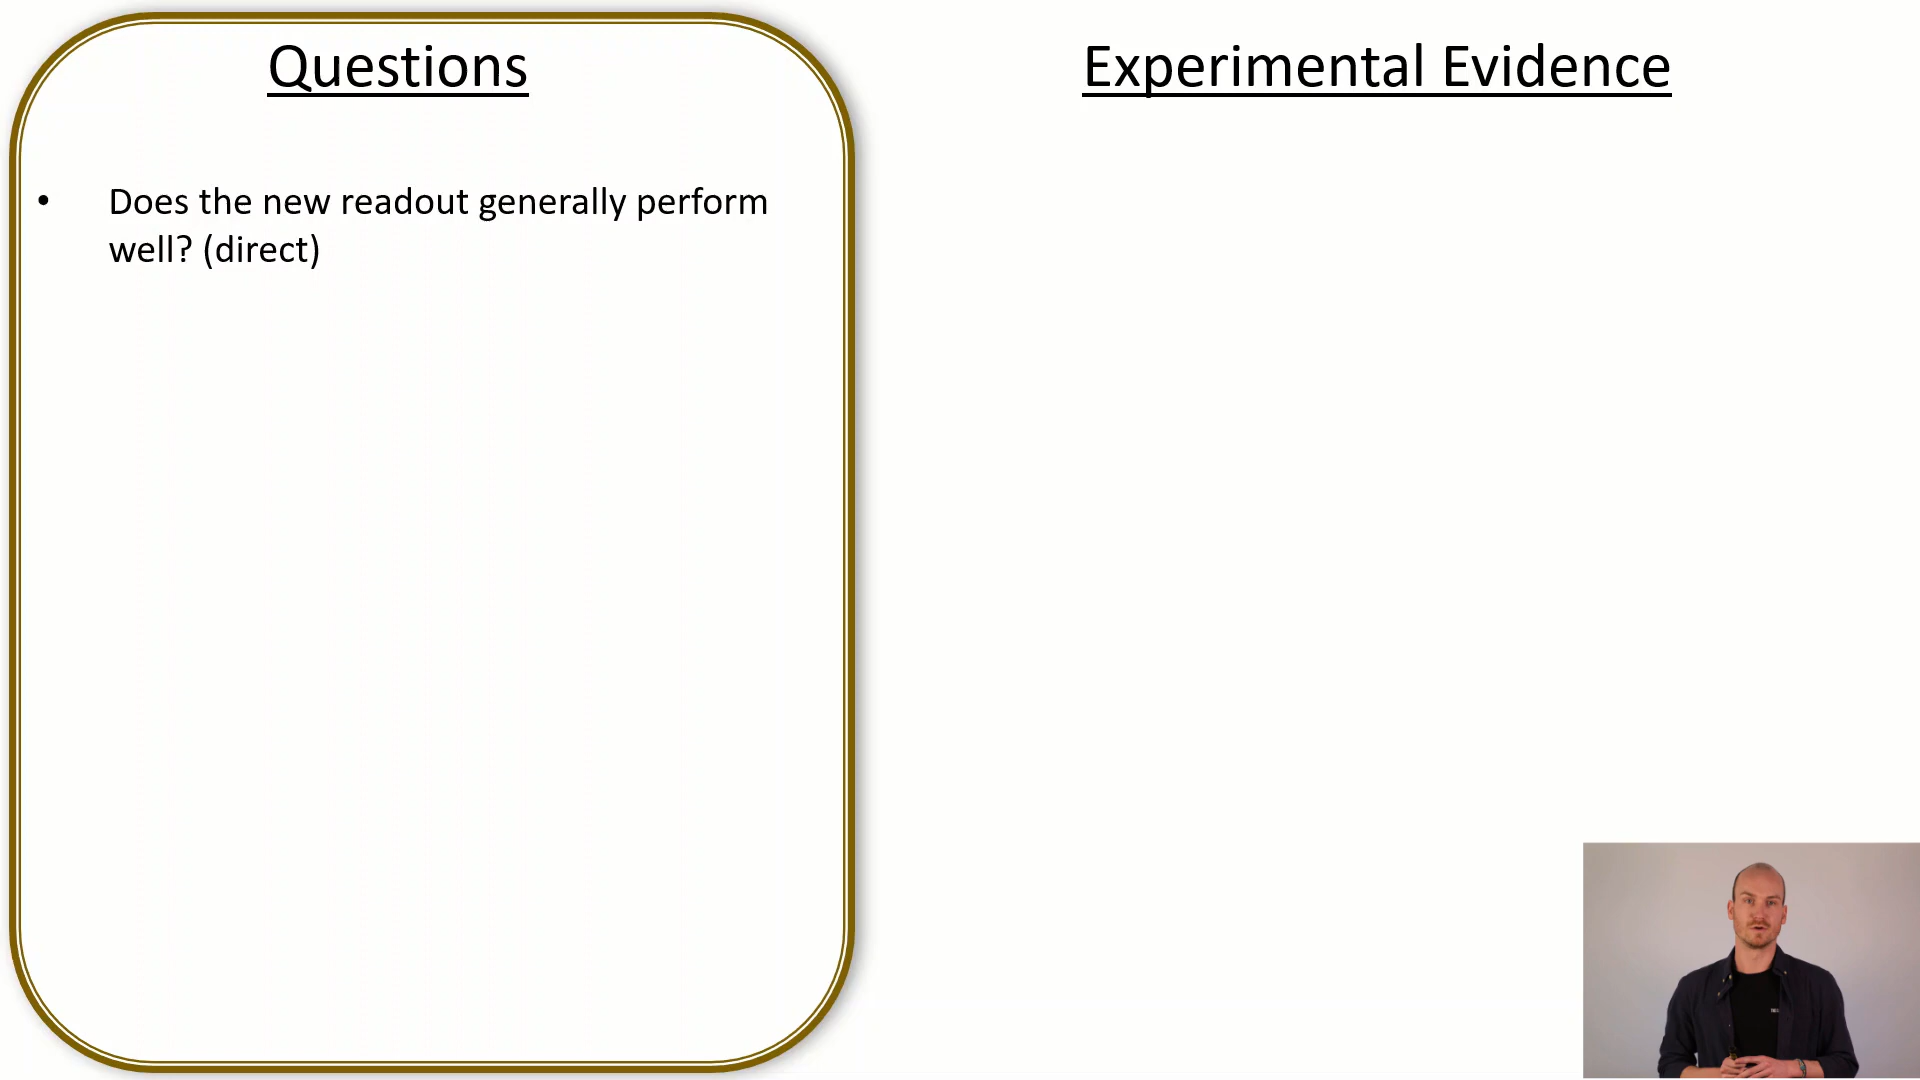 Questions
Experimental Evidence
• Does the new readout generally perform
well? (direct)